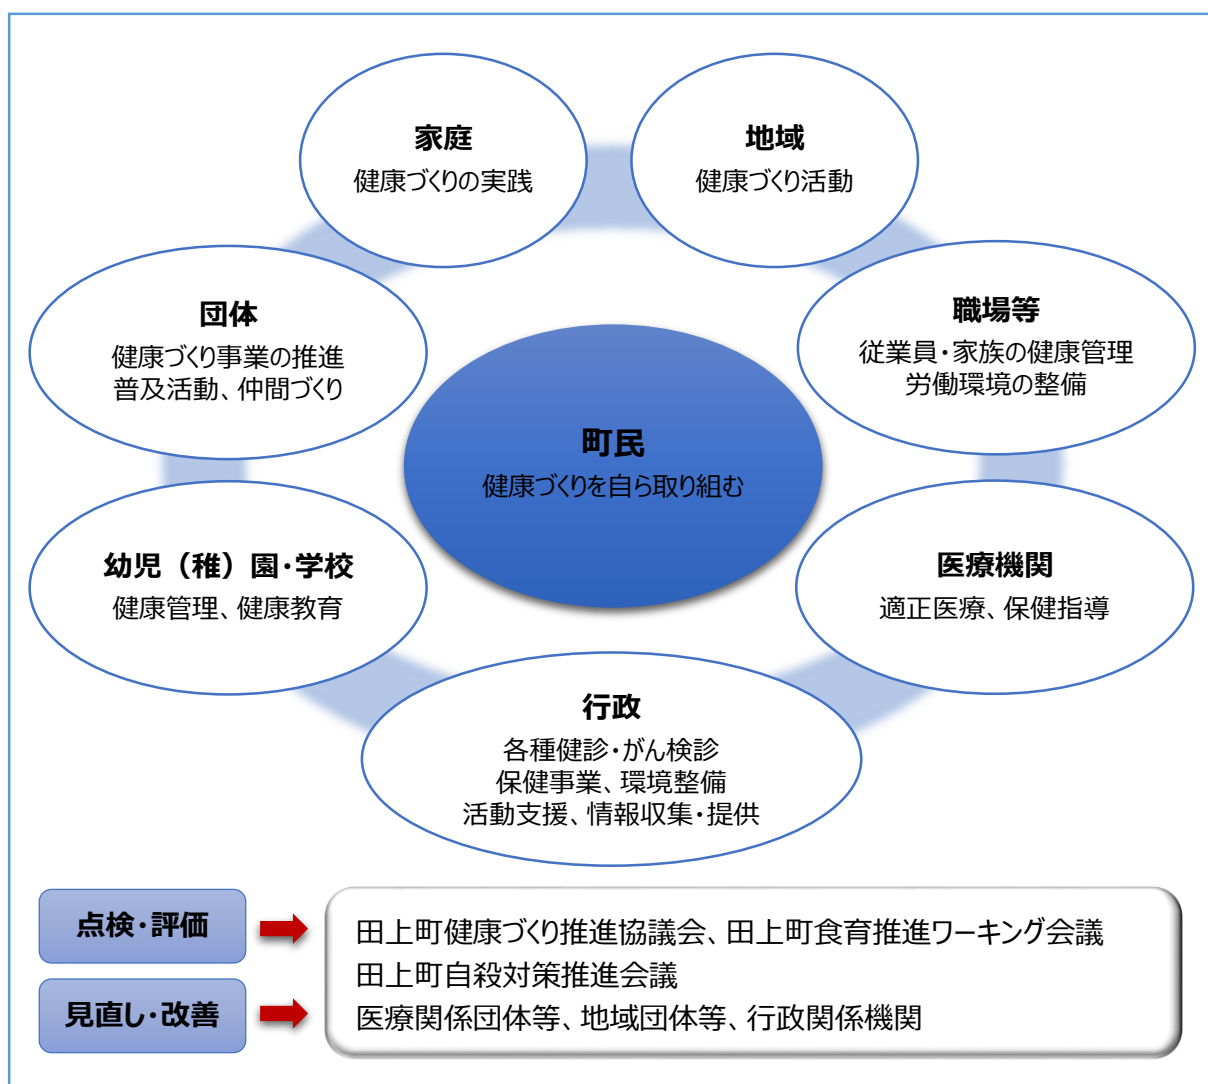 家庭
健康づくりの実践
地域
健康づくり活動
団体
健康づくり事業の推進
普及活動、仲間づくり
職場等
従業員・家族の健康管理
労働環境の整備
町民
健康づくりを自ら取り組む
幼児（稚）園・学校
健康管理、健康教育
医療機関
適正医療、保健指導
行政
各種健診・がん検診
保健事業、環境整備
活動支援、情報収集・提供
点検・評価
見直し・改善
田上町健康づくり推進協議会、田上町食育推進ワーキング会議
田上町自殺対策推進会議
医療関係団体等、地域団体等、行政関係機関